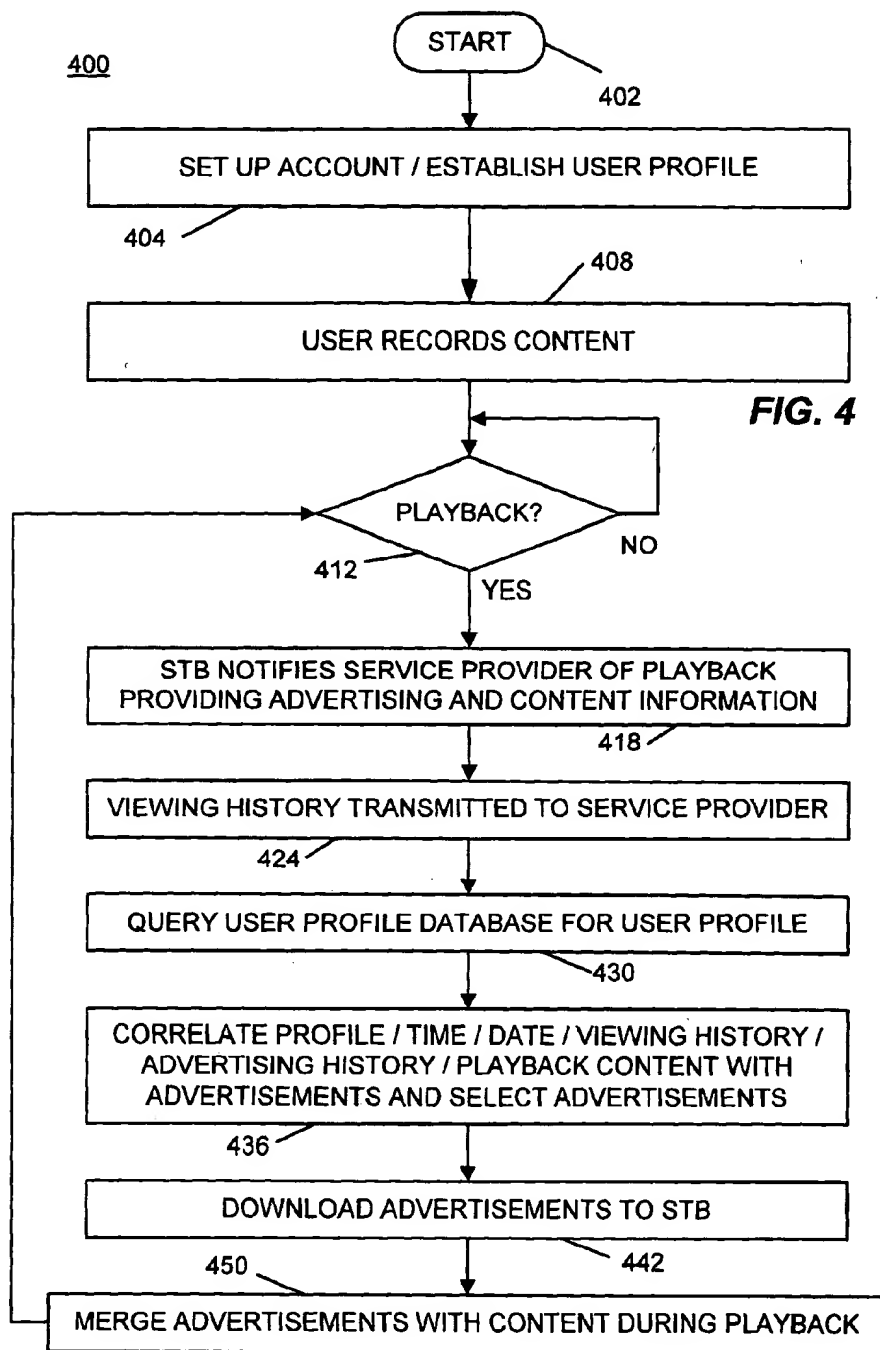 START
400
402
SET UP ACCOUNT / ESTABLISH USER PROFILE
404
408
USER RECORDS CONTENT
FIG. 4
PLAYBACK?
NO
412
YES
STB NOTIFIES SERVICE PROVIDER OF PLAYBACK
PROVIDING ADVERTISING AND CONTENT INFORMATION
418
VIEWING HISTORY TRANSMITTED TO SERVICE PROVIDER
424
QUERY USER PROFILE DATABASE FOR USER PROFILE
430
CORRELATE PROFILE / TIME / DATE / VIEWING HISTORY /
ADVERTISING HISTORY / PLAYBACK CONTENT WITH
ADVERTISEMENTS AND SELECT ADVERTISEMENTS
436
DOWNLOAD ADVERTISEMENTS TO STB
442
450
MERGE ADVERTISEMENTS WITH CONTENT DURING PLAYBACK